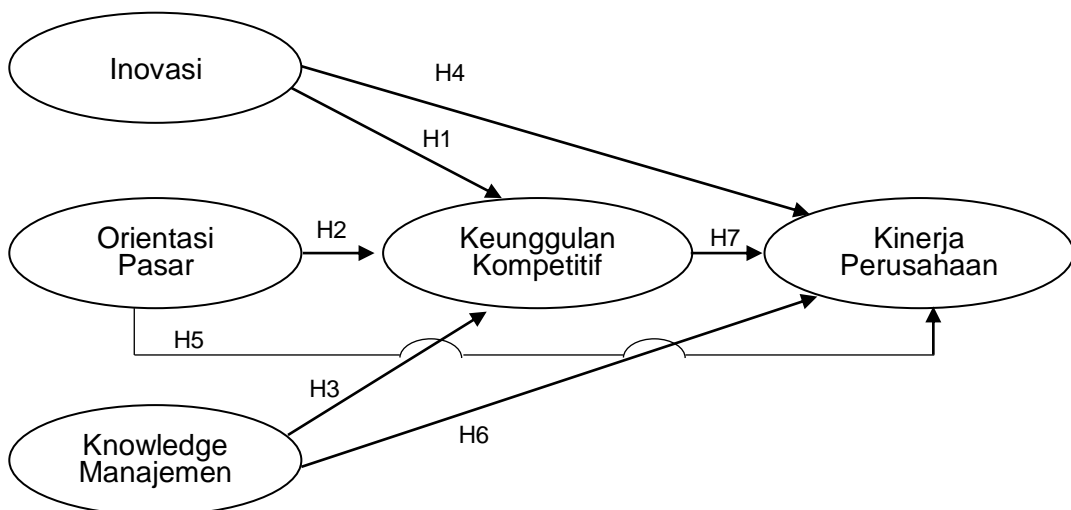 Inovasi
H4
H1
Orientasi
Pasar
H2
Keunggulan
Kompetitif
H7
Kinerja
Perusahaan
H5
H3
H6
Knowledge
Manajemen